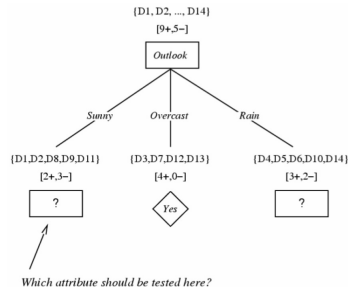 {D1, D2, ..., D14}
[9+,5−]
Outlook
Sunny Overcast Rain
{D1,D2,D8,D9,D11} {D3,D7,D12,D13} {D4,D5,D6,D10,D14}
[2+,3−] [4+,0−] [3+,2−]
? Yes ?
Which attribute should be tested here?